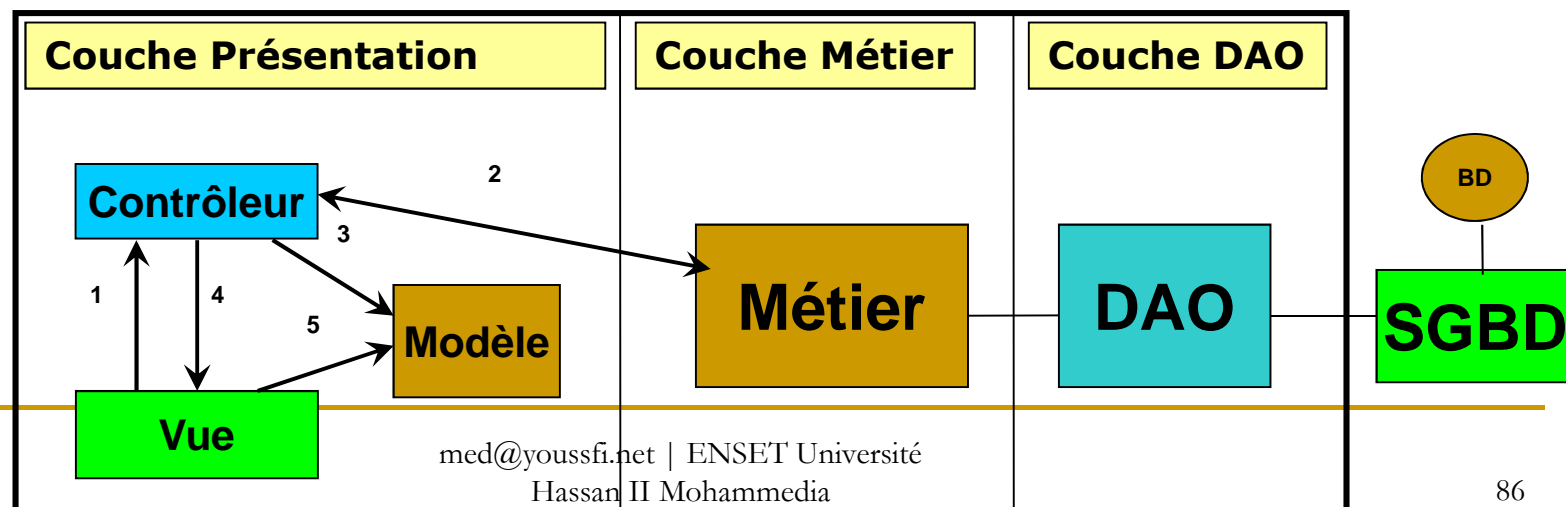 Couche Présentation
Couche Métier
Couche DAO
2
BD
Contrôleur
3
1
4
5
Modèle
Métier
DAO
SGBD
Vue
med@youssfi.net | ENSET Université
Hassan II Mohammedia
86